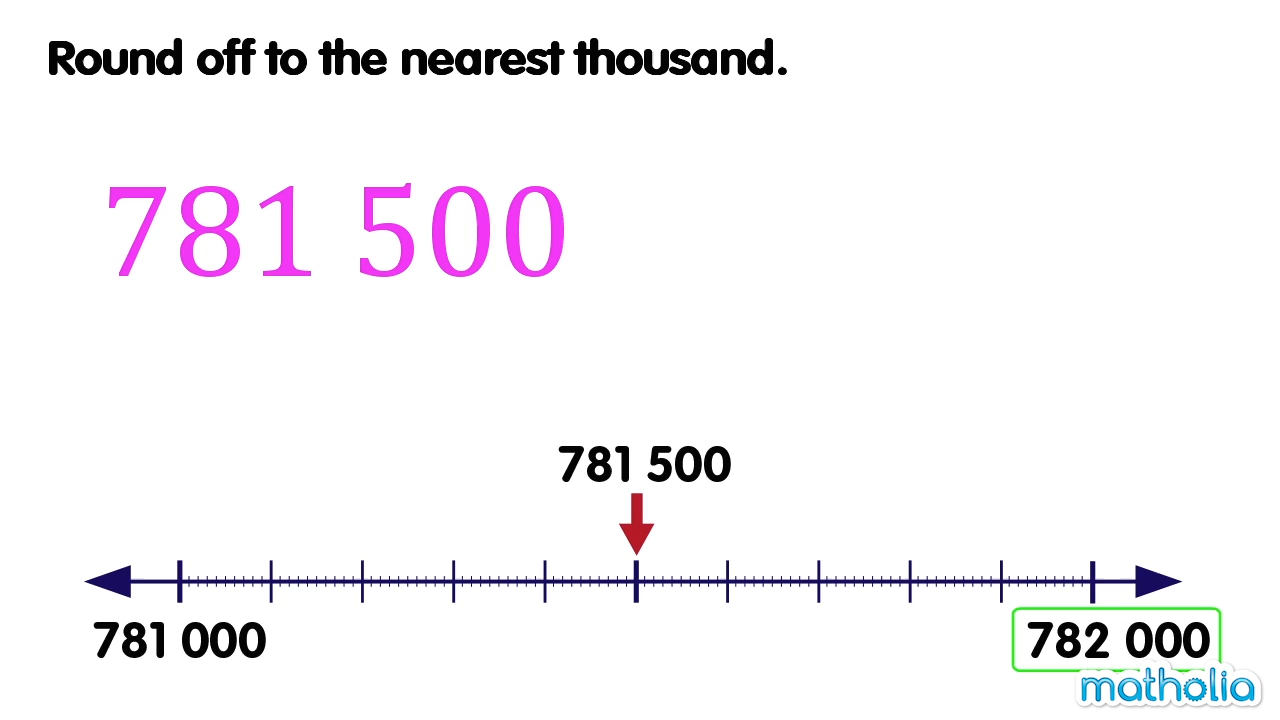 Round off to the nearest thousand.
781 500
781 500
781 000 782 000
matholia